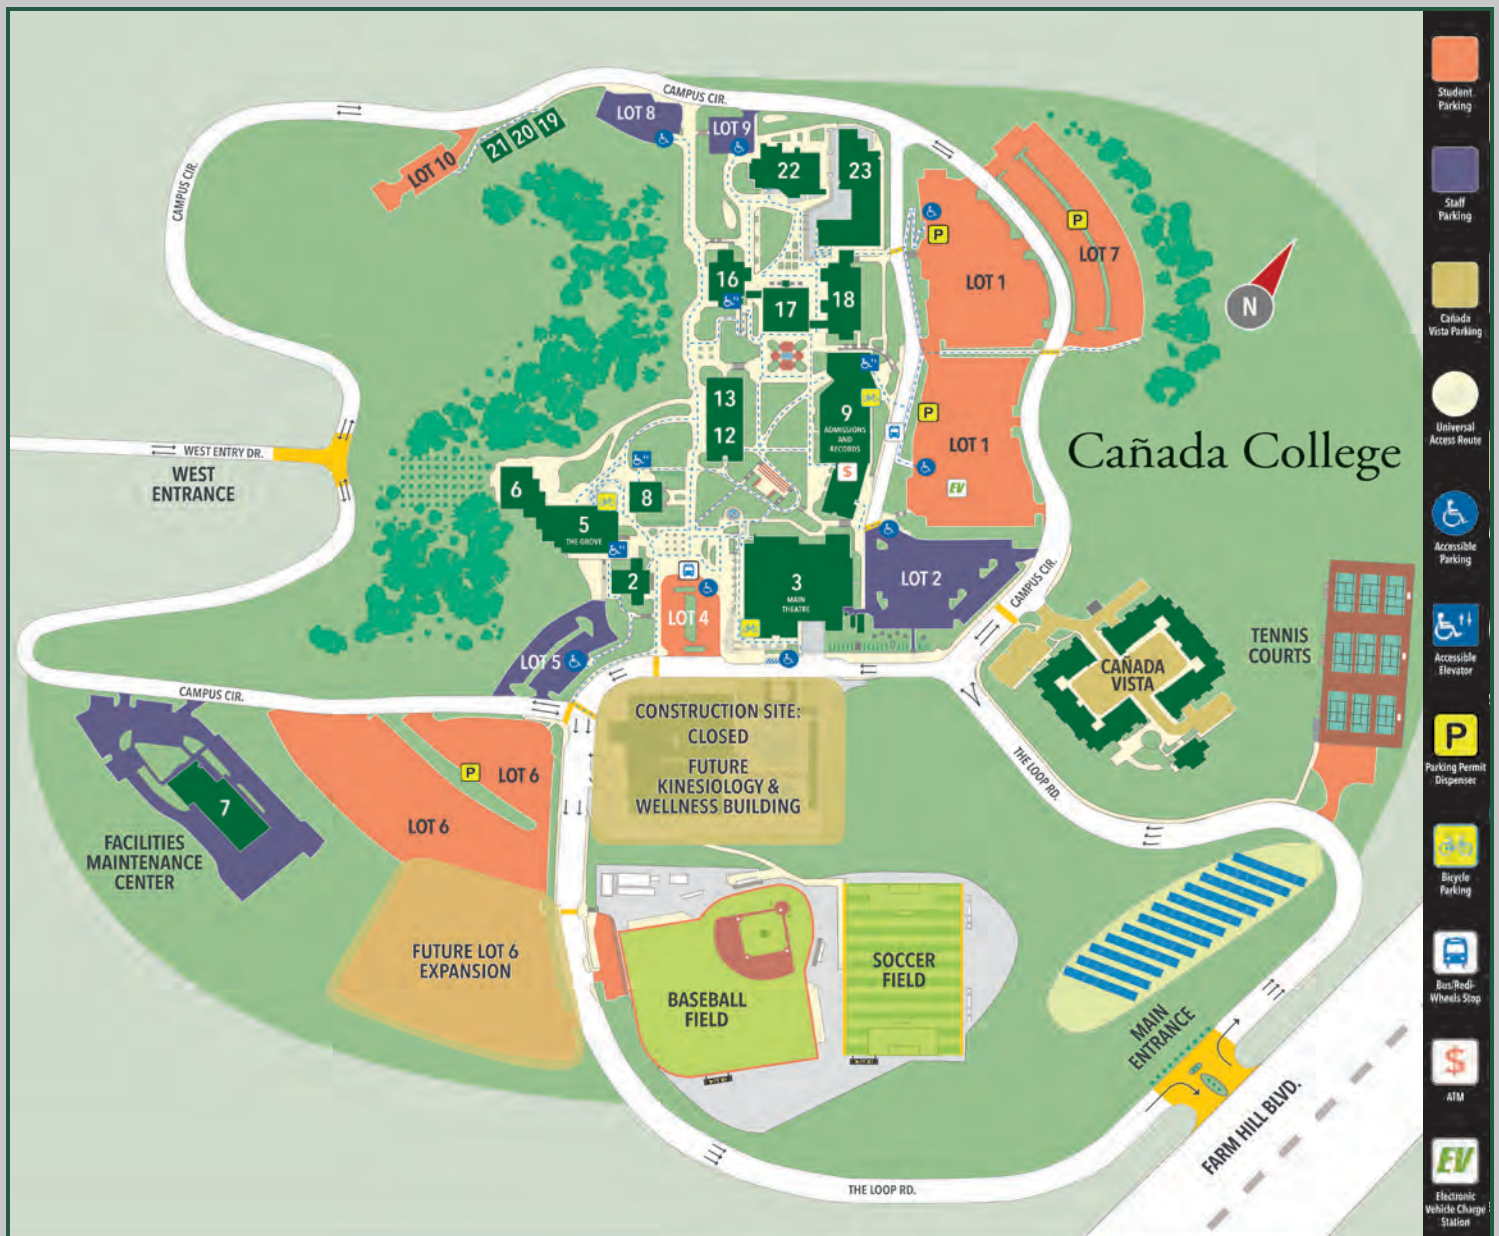 CAMPUS CIR.
LOT 8
LOT 9
21 20 19
LOT 10
22
23
CAMPUS CIR.
P
P
LOT 7
LOT 1
16
17
18
N
13
12
9
ADMISSIONS
AND
RECORDS
$
P
LOT 1
EV
Cañada College
WEST ENTRY DR.
WEST
ENTRANCE
6
8
5
THE GROVE
2
3
MAIN
THEATRE
LOT 2
LOT 4
LOT 5
CAMPUS CIR.
CAÑADA
VISTA
TENNIS
COURTS
CAMPUS CIR.
CONSTRUCTION SITE:
CLOSED
FUTURE
KINESIOLOGY &
WELLNESS BUILDING
THE LOOP RD.
P
LOT 6
LOT 6
7
FACILITIES
MAINTENANCE
CENTER
FUTURE LOT 6
EXPANSION
BASEBALL
FIELD
SOCCER
FIELD
MAIN
ENTRANCE
FARM HILL BLVD.
THE LOOP RD.
Student
Parking
Staff
Parking
Cañada
Vista Parking
Universal
Access Route
Accessible
Parking
Accessible
Elevator
P
Parking Permit
Dispenser
Bicycle
Parking
Bus/Redi-
Wheels Stop
$
ATM
EV
Electronic
Vehicle Charge
Station